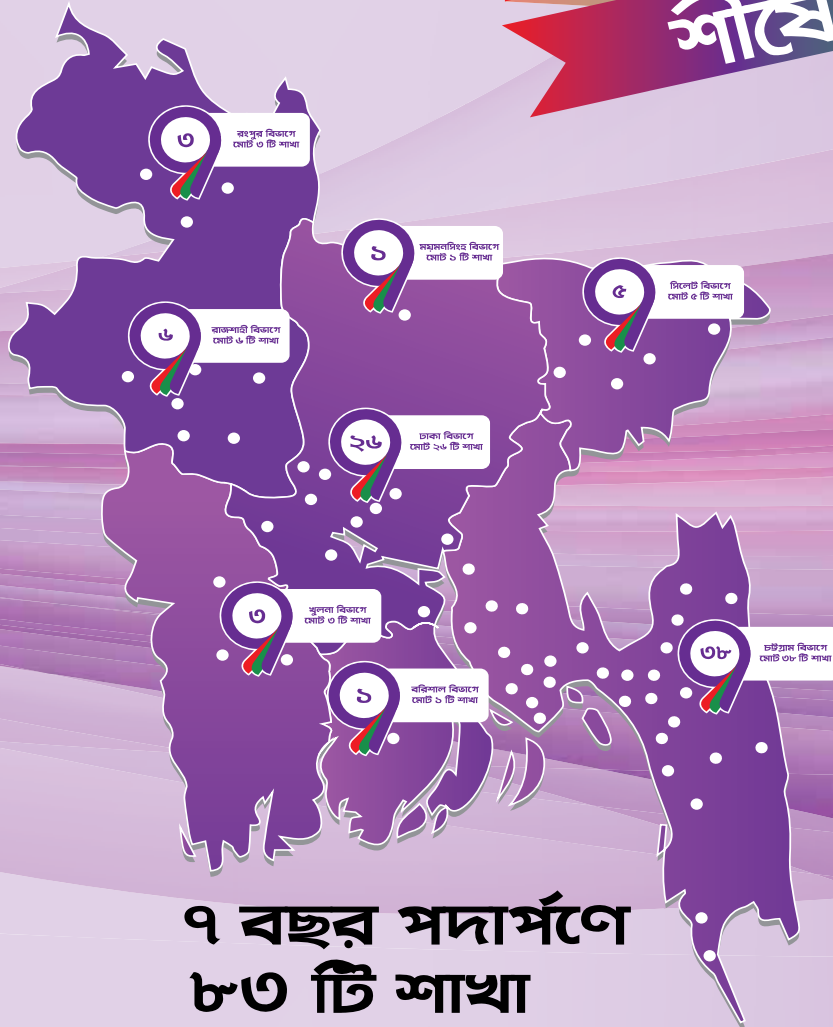 শীর্ষে
৩
রংপুর বিভাগে
মোট ৩ টি শাখা
১
ময়মনসিংহ বিভাগে
মোট ১ টি শাখা
৫
সিলেট বিভাগে
মোট ৫ টি শাখা
৬
রাজশাহী বিভাগে
মোট ৬ টি শাখা
২৬
ঢাকা বিভাগে
মোট ২৬ টি শাখা
৩
খুলনা বিভাগে
মোট ৩ টি শাখা
৩৮
চট্টগ্রাম বিভাগে
মোট ৩৮ টি শাখা
১
বরিশাল বিভাগে
মোট ১ টি শাখা
৭ বছর পদার্পণে
৮৩ টি শাখা